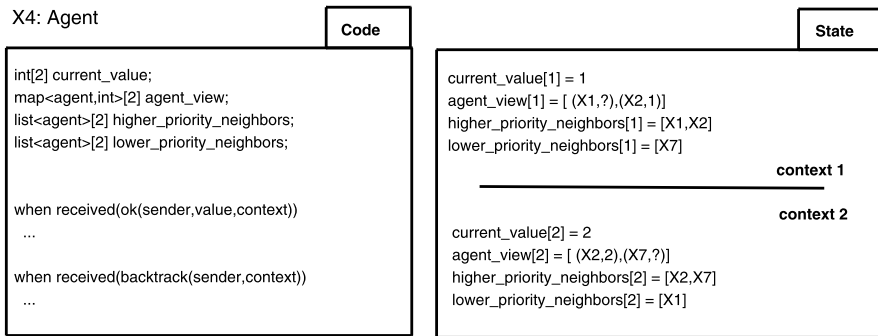 X4: Agent
Code
int[2] current_value;
map<agent,int>[2] agent_view;
list<agent>[2] higher_priority_neighbors;
list<agent>[2] lower_priority_neighbors;
when received(ok(sender,value,context))
...
when received(backtrack(sender,context))
...
State
current_value[1] = 1
agent_view[1] = [ (X1,?),(X2,1)]
higher_priority_neighbors[1] = [X1,X2]
lower_priority_neighbors[1] = [X7]
context 1
context 2
current_value[2] = 2
agent_view[2] = [ (X2,2),(X7,?)]
higher_priority_neighbors[2] = [X2,X7]
lower_priority_neighbors[2] = [X1]